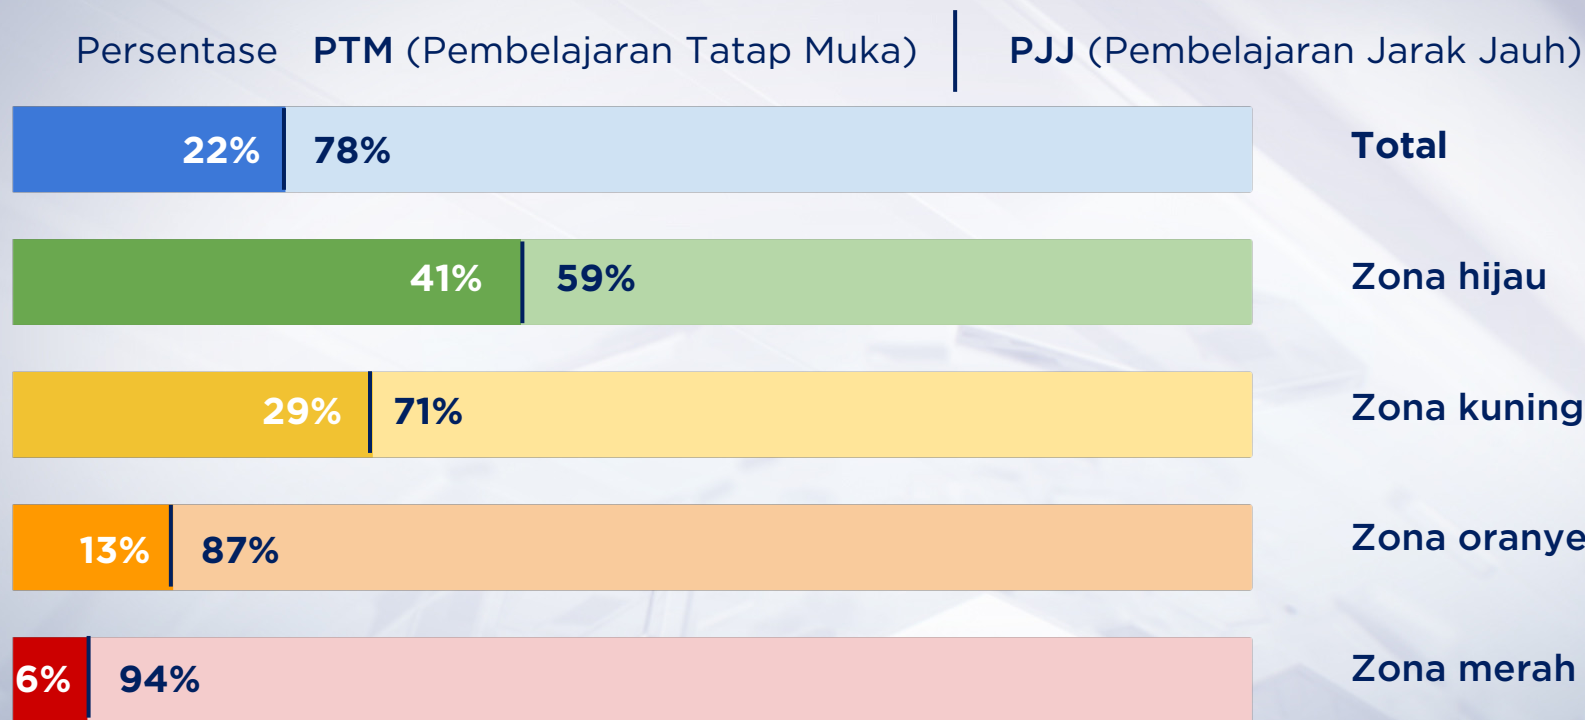 Persentase PTM (Pembelajaran Tatap Muka) PJJ (Pembelajaran Jarak Jauh)
22% 78% Total
41% 59% Zona hijau
29% 71% Zona kuning
13% 87% Zona oranye
6% 94% Zona merah